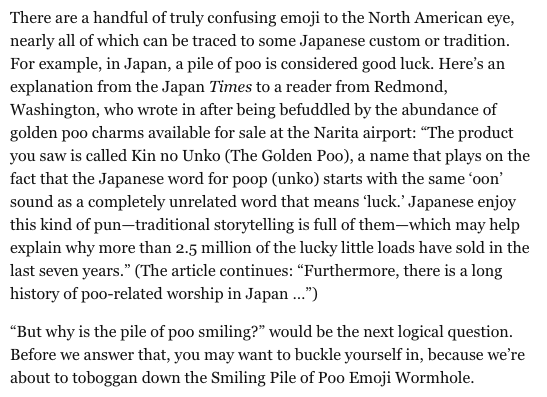 There are a handful of truly confusing emoji to the North American eye,
nearly all of which can be traced to some Japanese custom or tradition.
For example, in Japan, a pile of poo is considered good luck. Here’s an
explanation from the Japan Times to a reader from Redmond,
Washington, who wrote in after being befuddled by the abundance of
golden poo charms available for sale at the Narita airport: “The product
you saw is called Kin no Unko (The Golden Poo), a name that plays on the
fact that the Japanese word for poop (unko) starts with the same ‘oon’
sound as a completely unrelated word that means ‘luck.’ Japanese enjoy
this kind of pun—traditional storytelling is full of them—which may help
explain why more than 2.5 million of the lucky little loads have sold in the
last seven years.” (The article continues: “Furthermore, there is a long
history of poo-related worship in Japan ...”)
“But why is the pile of poo smiling?” would be the next logical question.
Before we answer that, you may want to buckle yourself in, because we’re
about to toboggan down the Smiling Pile of Poo Emoji Wormhole.